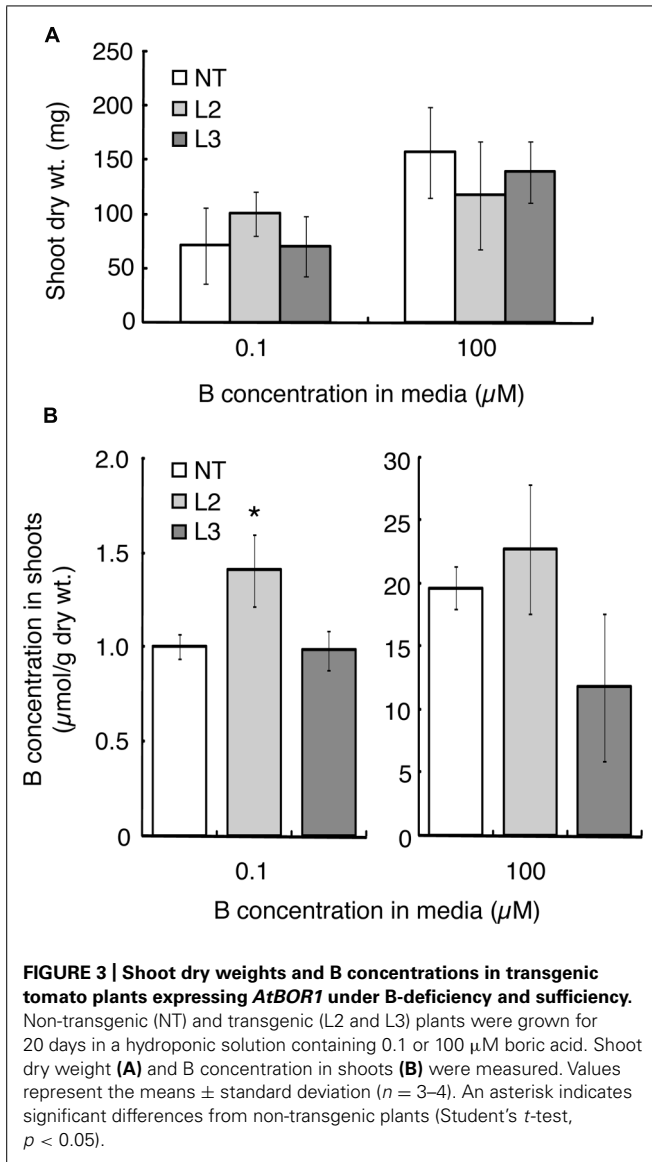 A
250
200
150
100
50
0
Shoot dry wt. (mg)
NT
L2
L3
0.1
100
B concentration in media (µM)
B
2.0
1.5
1.0
0.5
0
B concentration in shoots
(µmol/g dry wt.)
NT
L2
L3
*
0.1
30
25
20
15
10
5
0
100
B concentration in media (µM)
FIGURE 3 | Shoot dry weights and B concentrations in transgenic
tomato plants expressing AtBOR1 under B-deficiency and sufficiency.
Non-transgenic (NT) and transgenic (L2 and L3) plants were grown for
20 days in a hydroponic solution containing 0.1 or 100 µM boric acid. Shoot
dry weight (A) and B concentration in shoots (B) were measured. Values
represent the means ± standard deviation (n = 3–4). An asterisk indicates
significant differences from non-transgenic plants (Student's t-test,
p < 0.05).